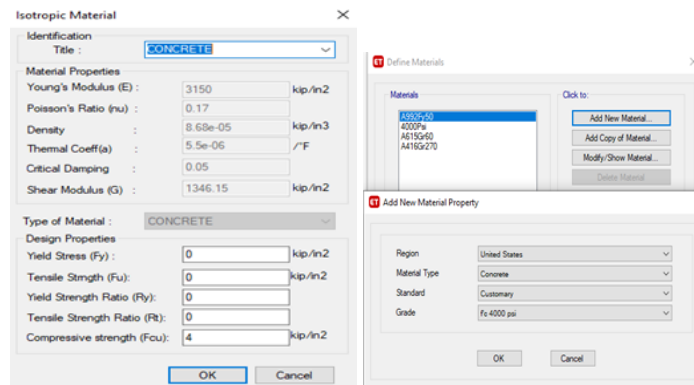 Isotropic Material
Identification
Title : CONCRETE
Material Properties
Young's Modulus (E) : 3150 kip/in2
Poisson's Ratio (nu) : 0.17
Density : 8.68e-05 kip/in3
Thermal Coeff(a) : 5.5e-06 /°F
Critical Damping : 0.05
Shear Modulus (G) : 1346.15 kip/in2
Type of Material : CONCRETE
Design Properties
Yield Stress (Fy) : 0 kip/in2
Tensile Strngth (Fu): 0 kip/in2
Yield Strength Ratio (Ry): 0
Tensile Strength Ratio (Rt): 0
Compressive strength (Fcu): 4 kip/in2
OK Cancel
ET Define Materials
Materials Click to:
A992Fy50
4000Psi
A615Gr60
A416Gr270
Add New Material...
Add Copy of Material...
Modify/Show Material...
Delete Material
ET Add New Material Property
Region United States
Material Type Concrete
Standard Customary
Grade f'c 4000 psi
OK Cancel